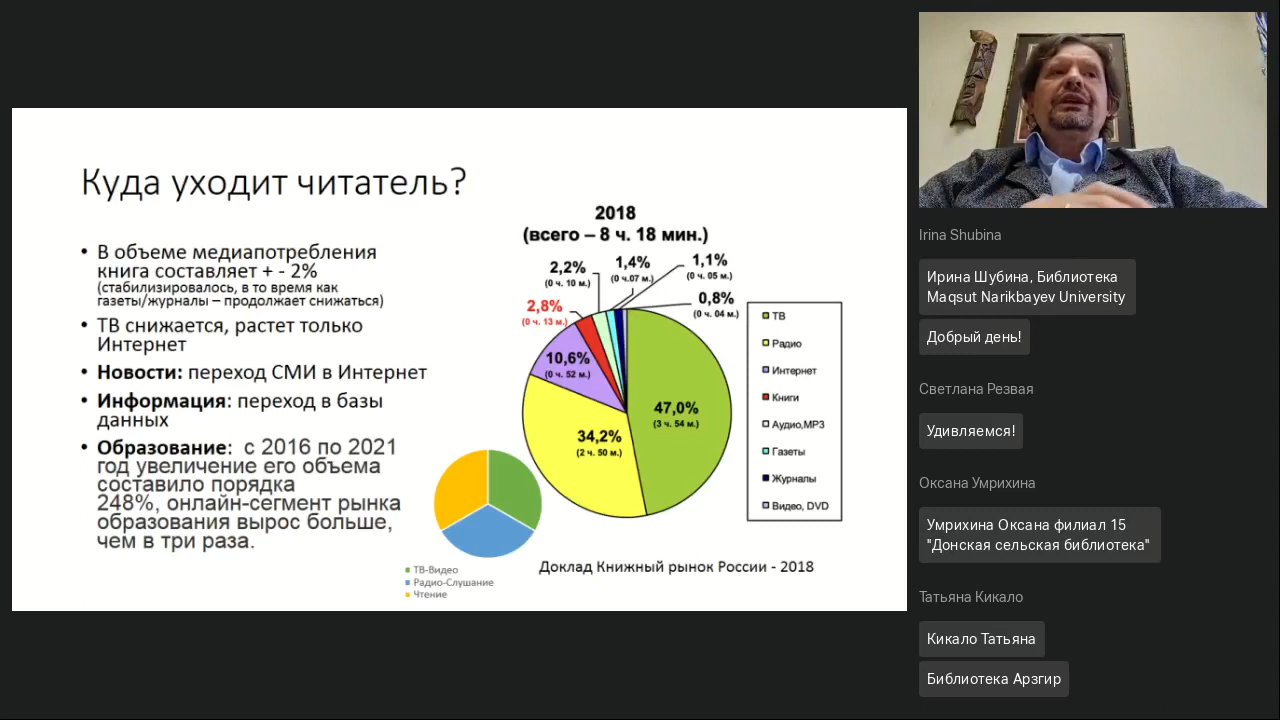 Куда уходит читатель?
• В объеме медиапотребления
книга составляет + - 2%
(стабилизировалось, в то время как
газеты/журналы – продолжает снижаться)
• ТВ снижается, растет только
Интернет
• Новости: переход СМИ в Интернет
• Информация: переход в базы
данных
• Образование: с 2016 по 2021
год увеличение его объема
составило порядка
248%, онлайн-сегмент рынка
образования вырос больше,
чем в три раза.
2018
(всего – 8 ч. 18 мин.)
2,8%
(0 ч. 13 м.)
2,2%
(0 ч. 10 м.)
1,4%
(0 ч.07 м.)
1,1%
(0 ч. 05 м.)
0,8%
(0 ч. 04 м.)
10,6%
(0 ч. 52 м.)
34,2%
(2 ч. 50 м.)
47,0%
(3 ч. 54 м.)
ТВ
Радио
Интернет
Книги
Аудио,MP3
Газеты
Журналы
Видео, DVD
ТВ-Видео
Радио-Слушание
Чтение
Доклад Книжный рынок России - 2018
Irina Shubina
Ирина Шубина, Библиотека
Maqsut Narikbayev University
Добрый день!
Светлана Резвая
Удивляемся!
Оксана Умрихина
Умрихина Оксана филиал 15
"Донская сельская библиотека"
Татьяна Кикало
Кикало Татьяна
Библиотека Арзгир